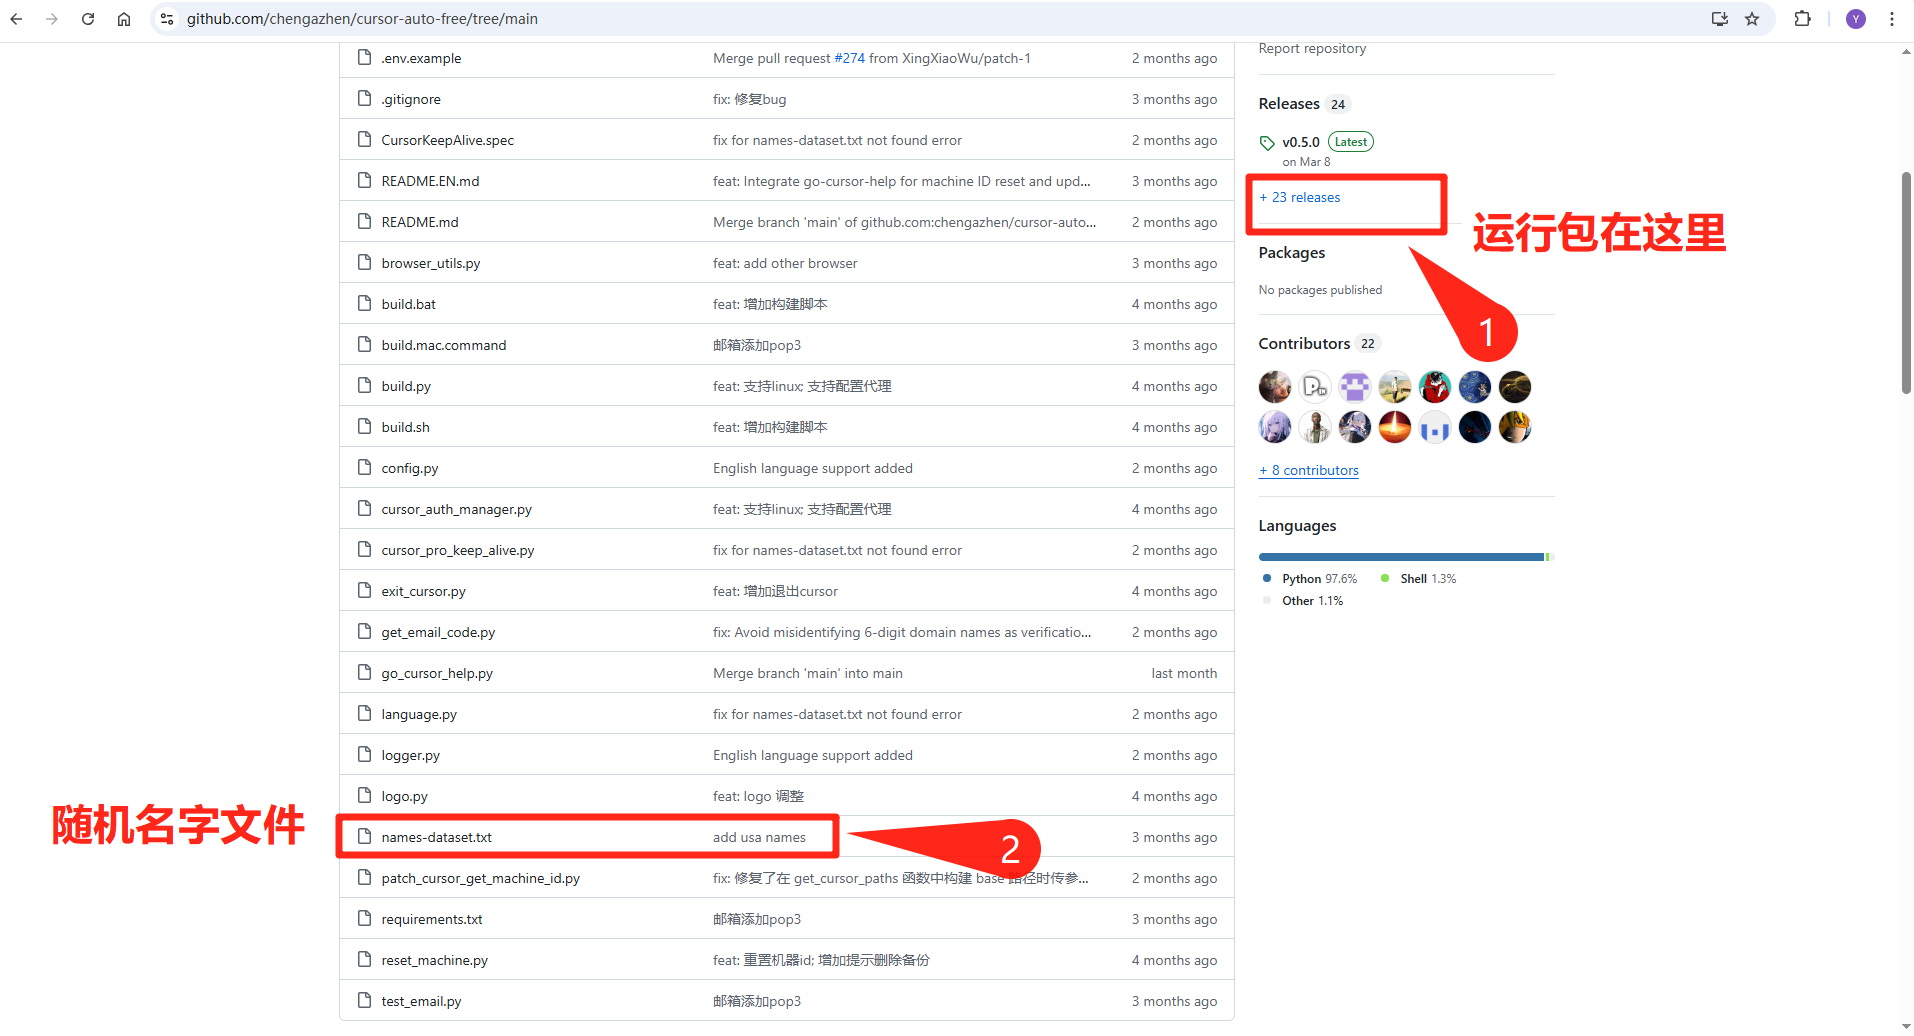 github.com/chengazhen/cursor-auto-free/tree/main
Y
.env.example Merge pull request #274 from XingXiaoWu/patch-1 2 months ago
.gitignore fix: 修复bug 3 months ago
CursorKeepAlive.spec fix for names-dataset.txt not found error 2 months ago
README.EN.md feat: Integrate go-cursor-help for machine ID reset and upd... 3 months ago
README.md Merge branch 'main' of github.com:chengazhen/cursor-auto... 2 months ago
browser_utils.py feat: add other browser 3 months ago
build.bat feat: 增加构建脚本 4 months ago
build.mac.command 邮箱添加pop3 3 months ago
build.py feat: 支持linux; 支持配置代理 4 months ago
build.sh feat: 增加构建脚本 4 months ago
config.py English language support added 2 months ago
cursor_auth_manager.py feat: 支持linux; 支持配置代理 4 months ago
cursor_pro_keep_alive.py fix for names-dataset.txt not found error 2 months ago
exit_cursor.py feat: 增加退出cursor 4 months ago
get_email_code.py fix: Avoid misidentifying 6-digit domain names as verificatio... 2 months ago
go_cursor_help.py Merge branch 'main' into main last month
language.py fix for names-dataset.txt not found error 2 months ago
logger.py English language support added 2 months ago
logo.py feat: logo 调整 4 months ago
随机名字文件
names-dataset.txt add usa names 3 months ago
2
patch_cursor_get_machine_id.py fix: 修复了在 get_cursor_paths 函数中构建 base 路径时传参... 2 months ago
requirements.txt 邮箱添加pop3 3 months ago
reset_machine.py feat: 重置机器id; 增加提示删除备份 4 months ago
test_email.py 邮箱添加pop3 3 months ago
Report repository
Releases 24
v0.5.0 Latest
on Mar 8
+ 23 releases
运行包在这里
1
Packages
No packages published
Contributors 22
+ 8 contributors
Languages
Python 97.6% Shell 1.3%
Other 1.1%